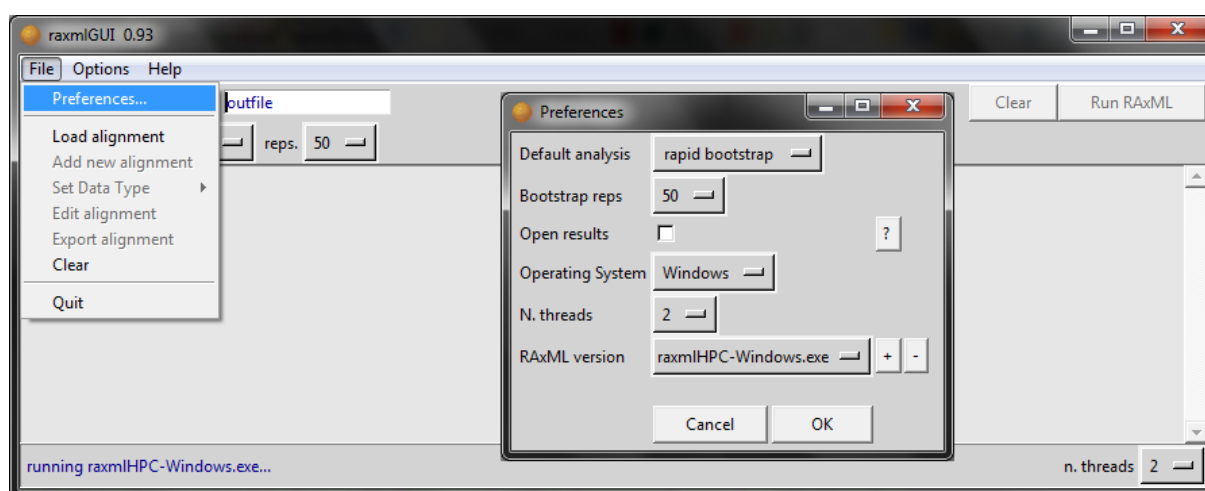 raxmlGUI 0.93
File Options Help
Preferences...
Load alignment
Add new alignment
Set Data Type
Edit alignment
Export alignment
Clear
Quit
outfile
reps. 50
Clear Run RAxML
Preferences
Default analysis rapid bootstrap
Bootstrap reps 50
Open results ?
Operating System Windows
N. threads 2
RAxML version raxmlHPC-Windows.exe + -
Cancel OK
running raxmlHPC-Windows.exe... n. threads 2